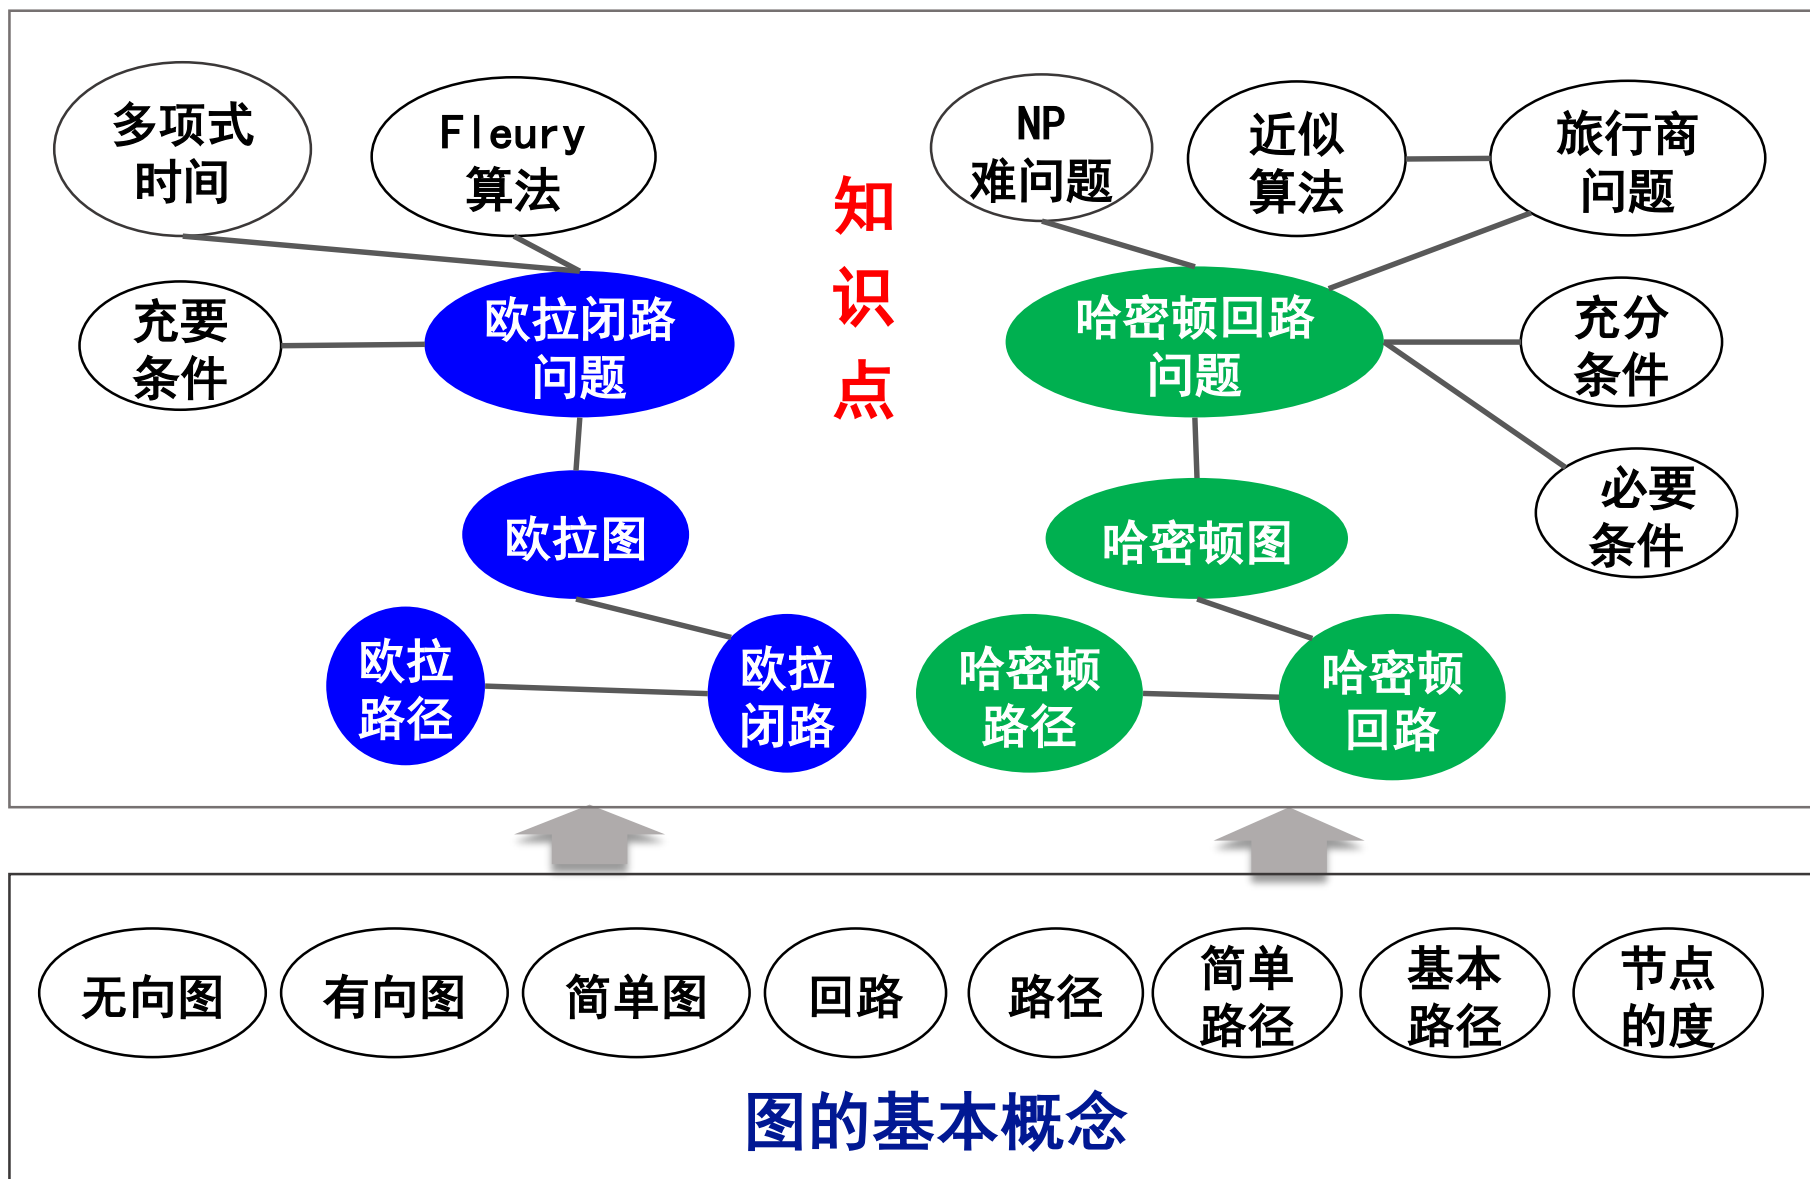 多项式
时间
Fleury
算法
NP
难问题
近似
算法
旅行商
问题
知
识
点
充要
条件
欧拉闭路
问题
哈密顿回路
问题
充分
条件
必要
条件
欧拉图
哈密顿图
欧拉
路径
欧拉
闭路
哈密顿
路径
哈密顿
回路
无向图
有向图
简单图
回路
路径
简单
路径
基本
路径
节点
的度
图的基本概念